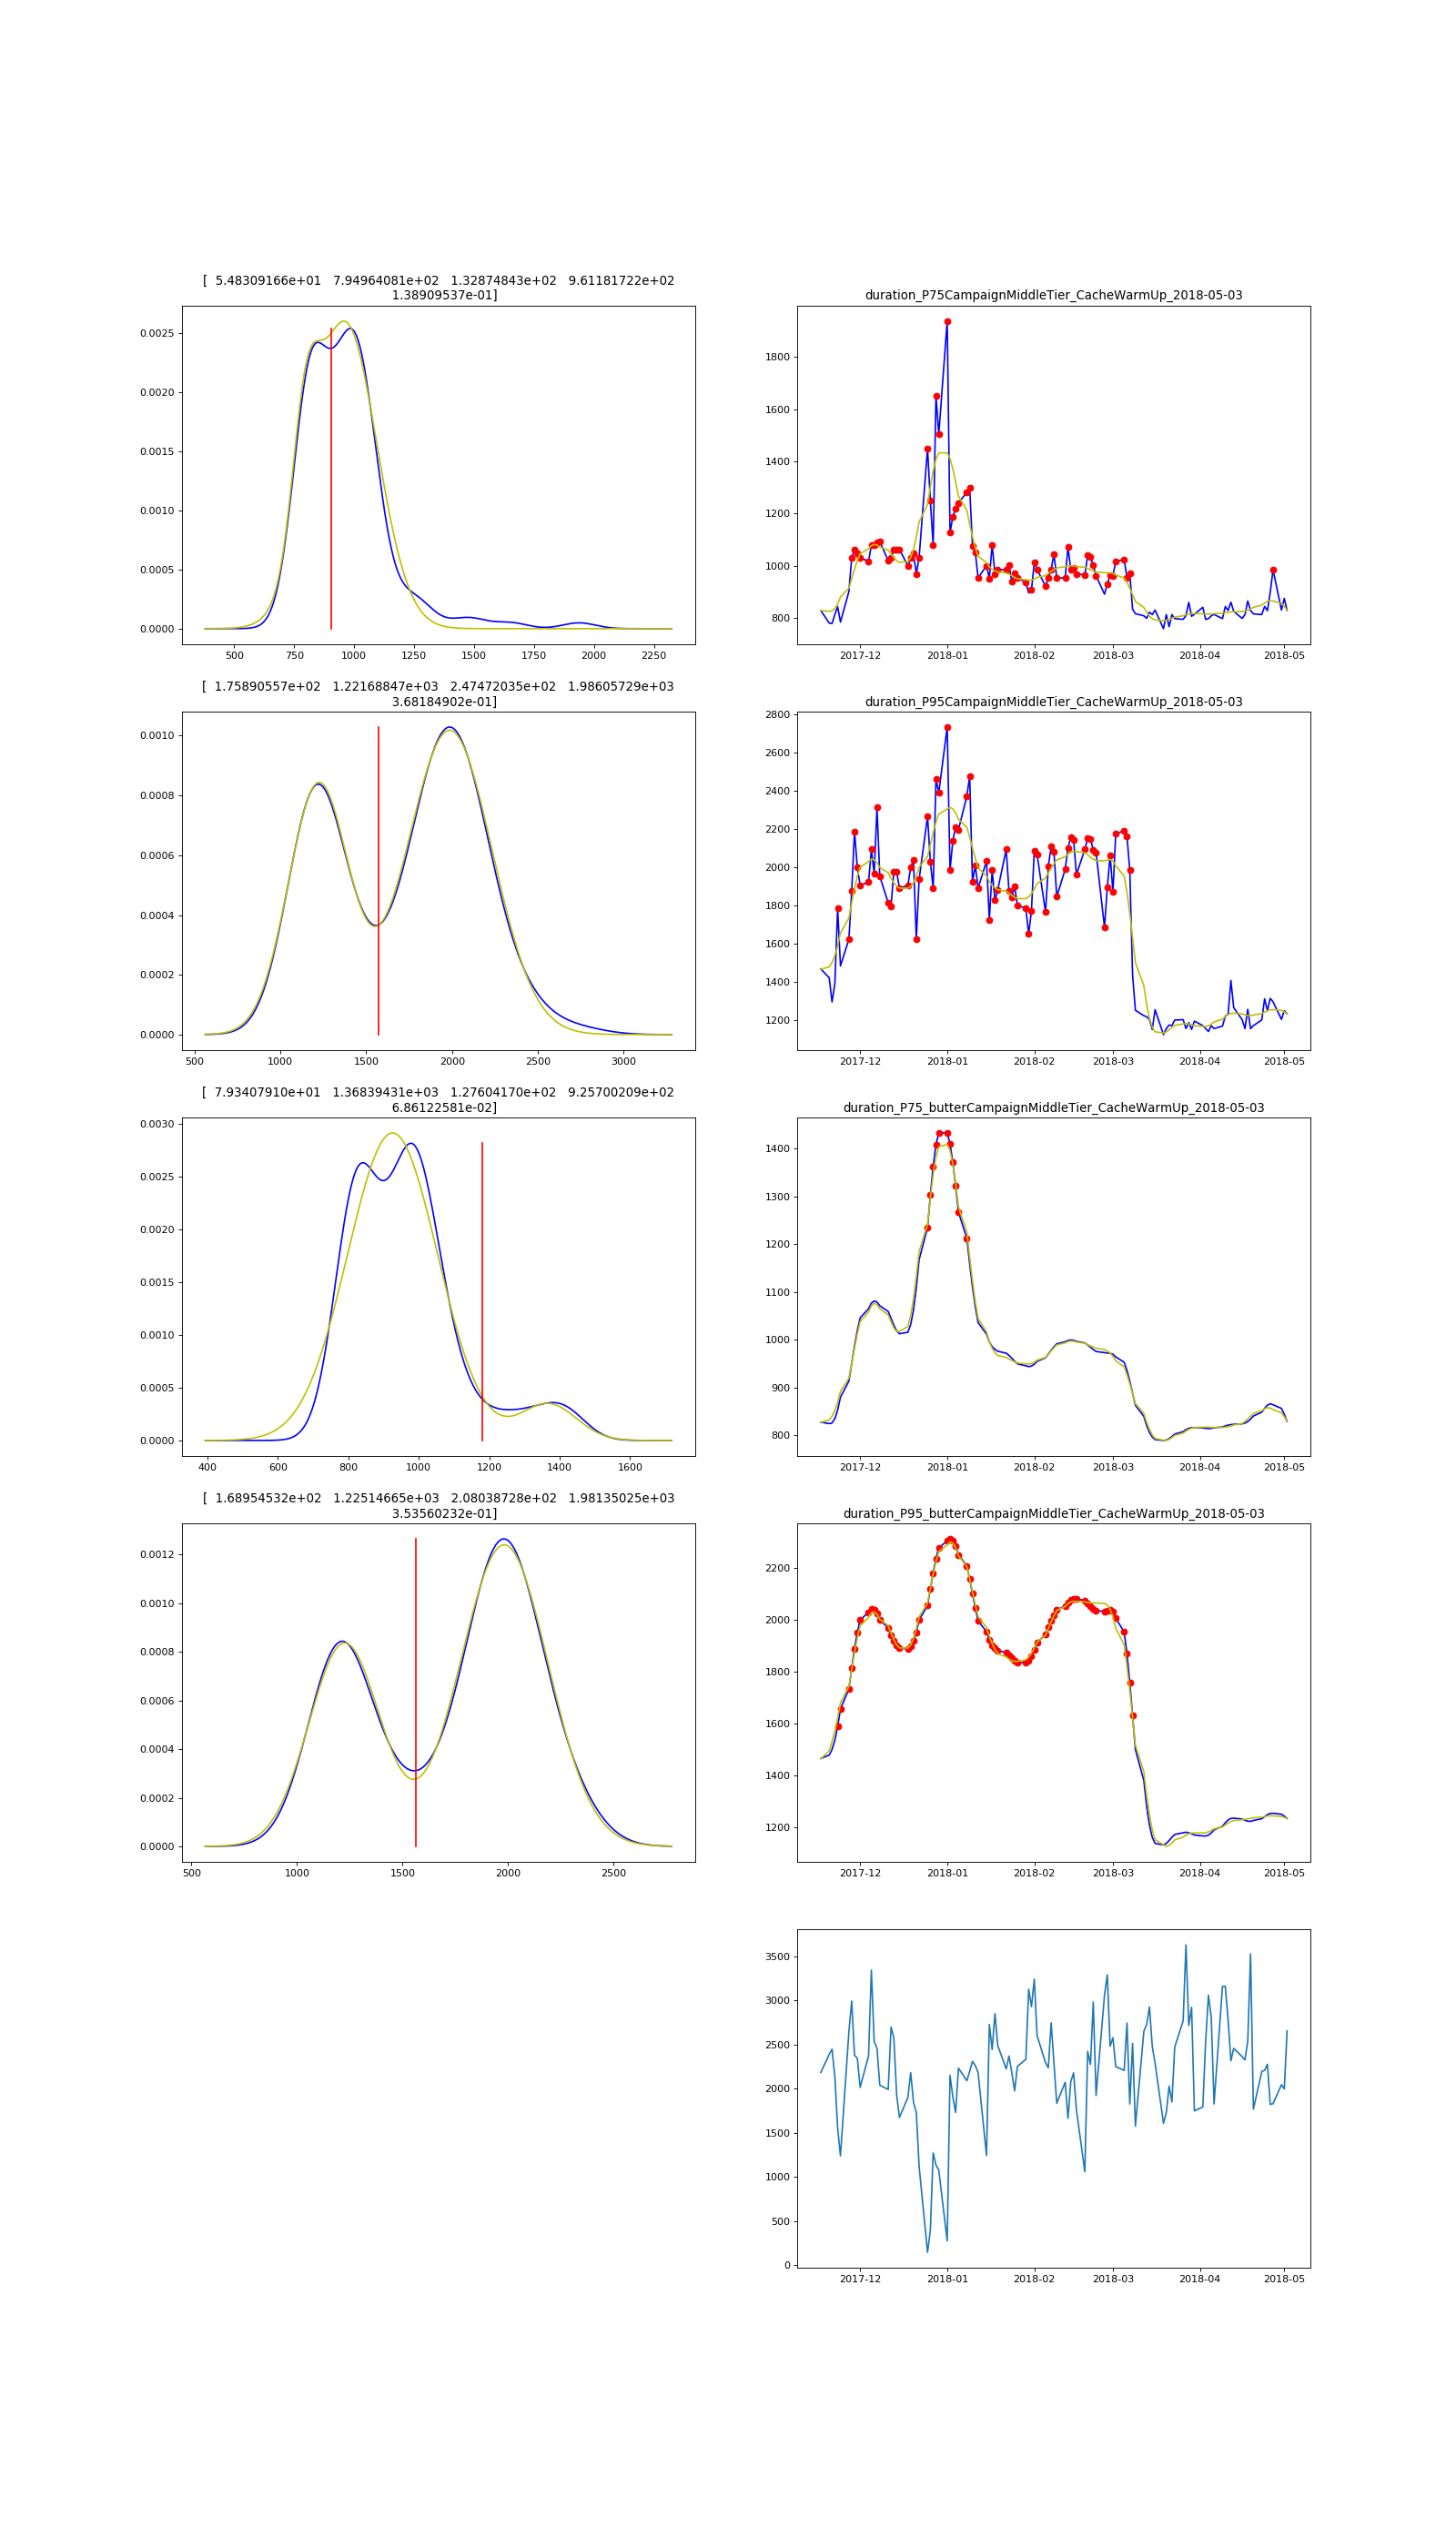 [  5.48309166e+01   7.94964081e+02   1.32874843e+02   9.61181722e+02
1.38909537e-01]
0.0025
0.0020
0.0015
0.0010
0.0005
0.0000
500 750 1000 1250 1500 1750 2000 2250
duration_P75CampaignMiddleTier_CacheWarmUp_2018-05-03
1800
1600
1400
1200
1000
800
2017-12 2018-01 2018-02 2018-03 2018-04 2018-05
[  1.75890557e+02   1.22168847e+03   2.47472035e+02   1.98605729e+03
3.68184902e-01]
0.0010
0.0008
0.0006
0.0004
0.0002
0.0000
500 1000 1500 2000 2500 3000
duration_P95CampaignMiddleTier_CacheWarmUp_2018-05-03
2800
2600
2400
2200
2000
1800
1600
1400
1200
2017-12 2018-01 2018-02 2018-03 2018-04 2018-05
[  7.93407910e+01   1.36839431e+03   1.27604170e+02   9.25700209e+02
6.86122581e-02]
0.0030
0.0025
0.0020
0.0015
0.0010
0.0005
0.0000
400 600 800 1000 1200 1400 1600
duration_P75_butterCampaignMiddleTier_CacheWarmUp_2018-05-03
1400
1300
1200
1100
1000
900
800
2017-12 2018-01 2018-02 2018-03 2018-04 2018-05
[  1.68954532e+02   1.22514665e+03   2.08038728e+02   1.98135025e+03
3.53560232e-01]
0.0012
0.0010
0.0008
0.0006
0.0004
0.0002
0.0000
500 1000 1500 2000 2500
duration_P95_butterCampaignMiddleTier_CacheWarmUp_2018-05-03
2200
2000
1800
1600
1400
1200
2017-12 2018-01 2018-02 2018-03 2018-04 2018-05
3500
3000
2500
2000
1500
1000
500
0
2017-12 2018-01 2018-02 2018-03 2018-04 2018-05